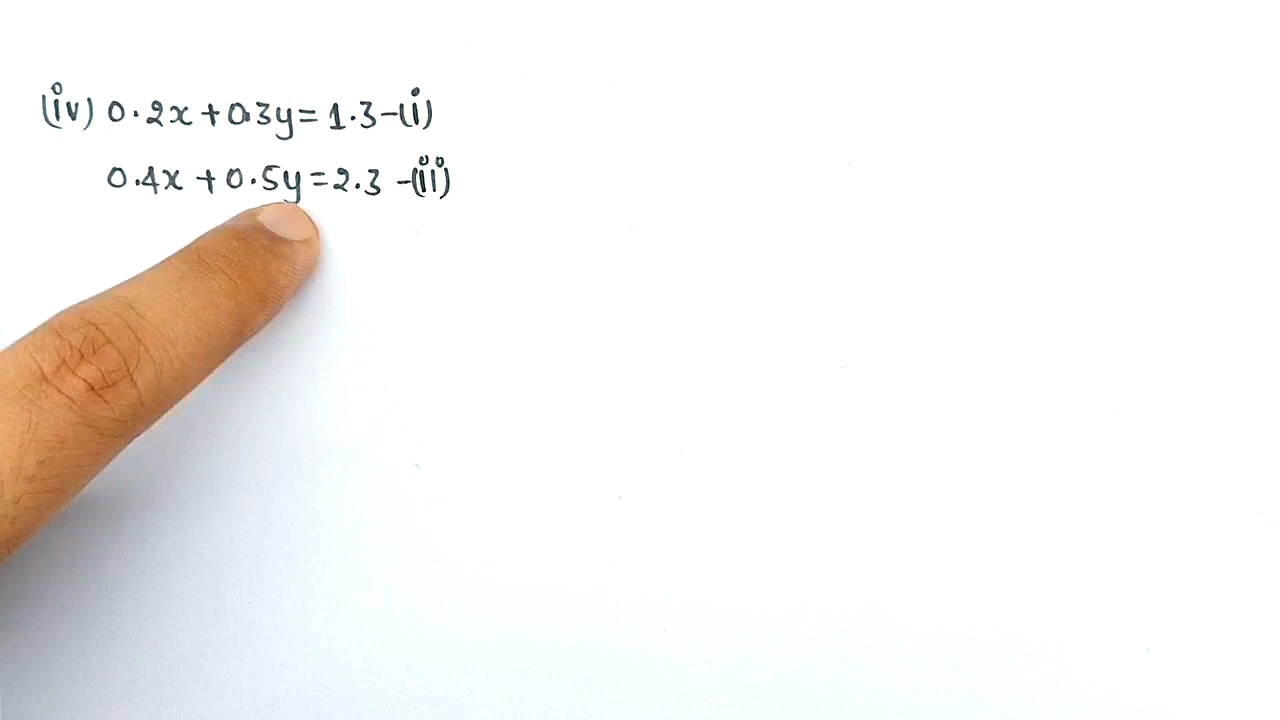 (iv) 0.2x + 0.3y = 1.3 -(i)
0.4x + 0.5y = 2.3 -(ii)